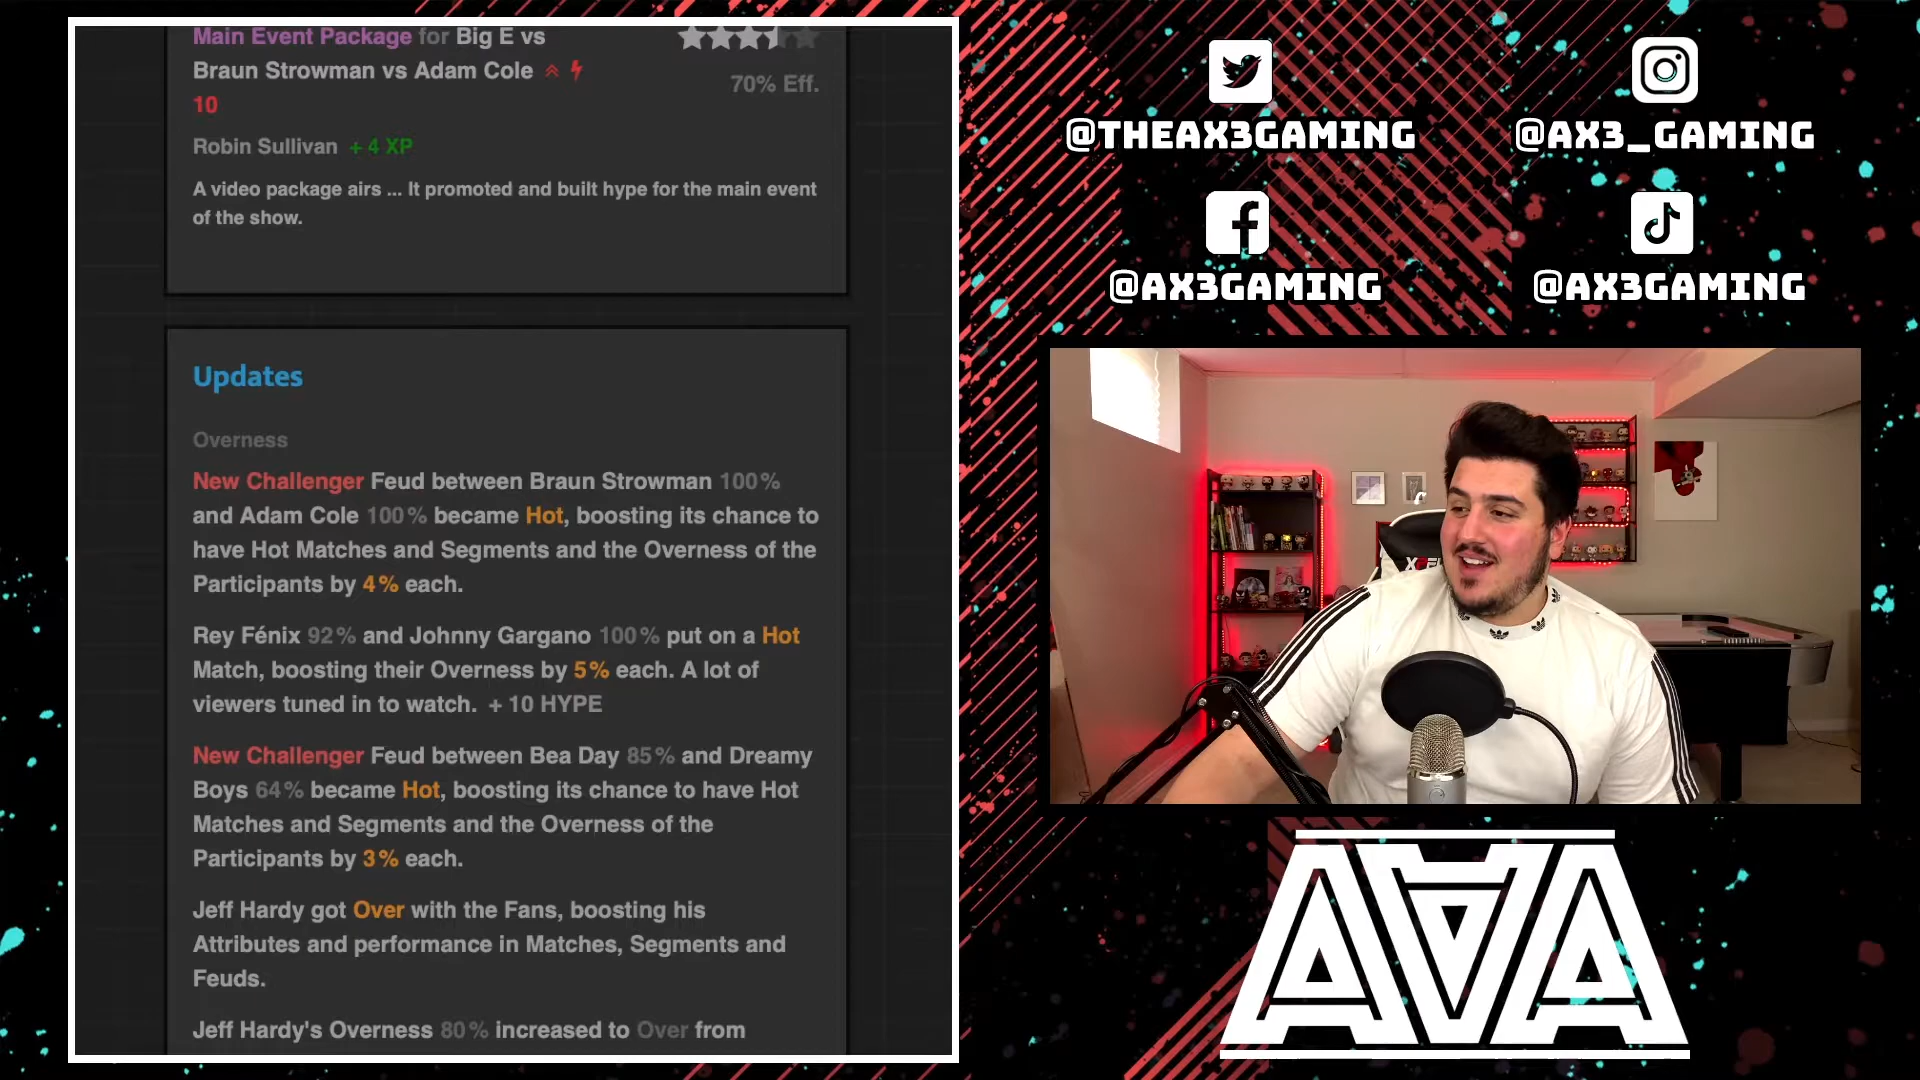 Main Event Package for Big E vs
Braun Strowman vs Adam Cole
10
70% Eff.
Robin Sullivan + 4 XP
A video package airs ... It promoted and built hype for the main event
of the show.
Updates
Overness
New Challenger Feud between Braun Strowman 100%
and Adam Cole 100% became Hot, boosting its chance to
have Hot Matches and Segments and the Overness of the
Participants by 4% each.
Rey Fénix 92% and Johnny Gargano 100% put on a Hot
Match, boosting their Overness by 5% each. A lot of
viewers tuned in to watch. + 10 HYPE
New Challenger Feud between Bea Day 85% and Dreamy
Boys 64% became Hot, boosting its chance to have Hot
Matches and Segments and the Overness of the
Participants by 3% each.
Jeff Hardy got Over with the Fans, boosting his
Attributes and performance in Matches, Segments and
Feuds.
Jeff Hardy's Overness 80% increased to Over from
@THEAX3GAMING
@AX3_GAMING
@AX3GAMING
@AX3GAMING